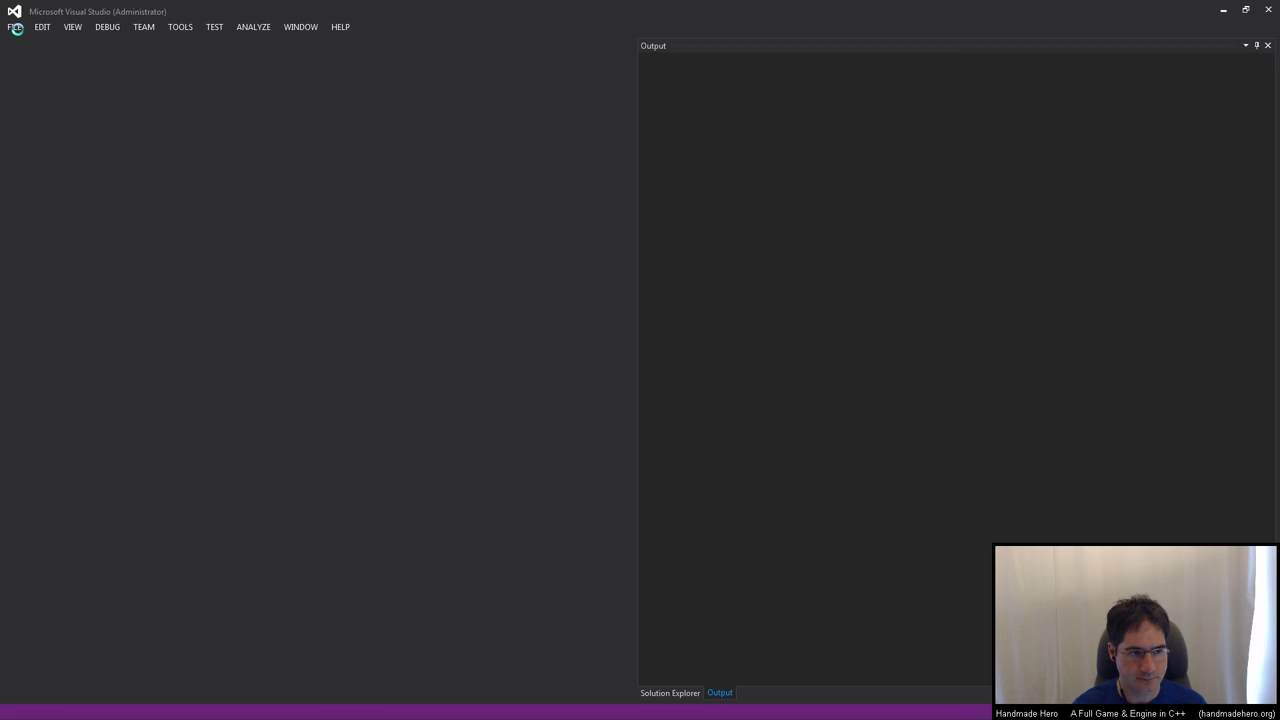 Microsoft Visual Studio (Administrator)
FILE EDIT VIEW DEBUG TEAM TOOLS TEST ANALYZE WINDOW HELP
Output
Solution Explorer Output
Handmade Hero A Full Game & Engine in C++ (handmadehero.org)